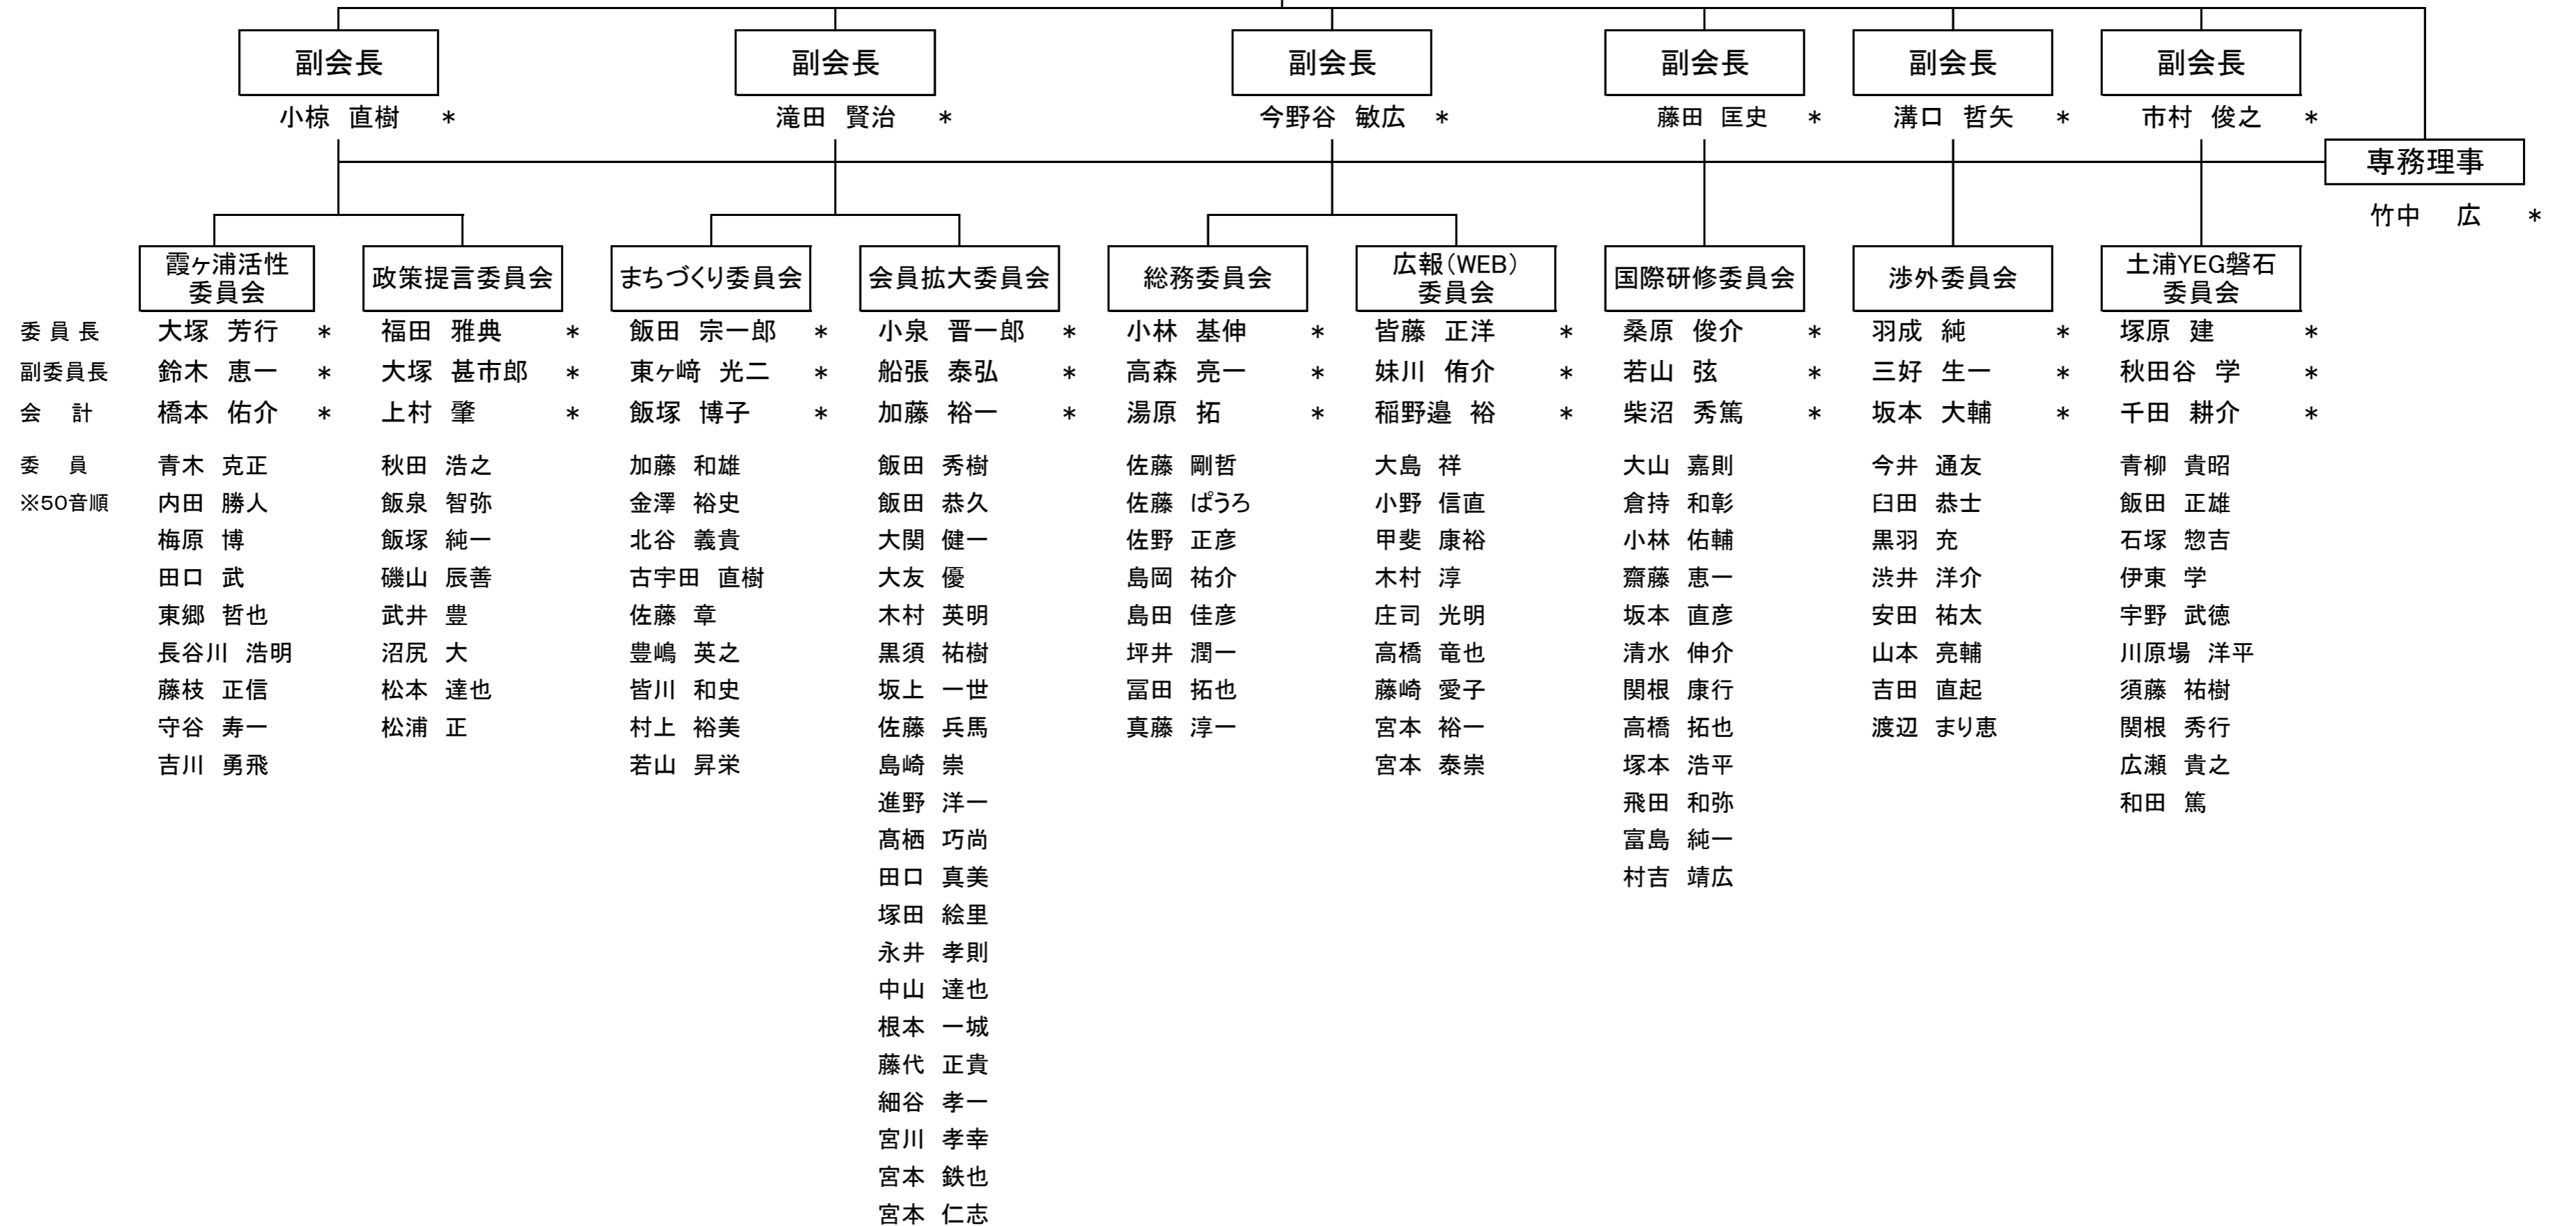 副会長 副会長 副会長 副会長 副会長 副会長
小椋 直樹 * 滝田 賢治 * 今野谷 敏広 * 藤田 匡史 * 溝口 哲矢 * 市村 俊之 *
専務理事
竹中 広 *
霞ヶ浦活性 広報(WEB) 土浦YEG磐石
政策提言委員会 まちづくり委員会 会員拡大委員会 総務委員会 国際研修委員会 渉外委員会
委員会 委員会 委員会
委員長 大塚 芳行 * 福田 雅典 * 飯田 宗一郎 * 小泉 晋一郎 * 小林 基伸 * 皆藤 正洋 * 桑原 俊介 * 羽成 純 * 塚原 建 *
副委員長 鈴木 恵一 * 大塚 甚市郎 * 東ヶ﨑 光二 * 船張 泰弘 * 高森 亮一 * 妹川 侑介 * 若山 弦 * 三好 生一 * 秋田谷 学 *
会 計 橋本 佑介 * 上村 肇 * 飯塚 博子 * 加藤 裕一 * 湯原 拓 * 稲野邉 裕 * 柴沼 秀篤 * 坂本 大輔 * 千田 耕介 *
委 員 青木 克正 秋田 浩之 加藤 和雄 飯田 秀樹 佐藤 剛哲 大島 祥 大山 嘉則 今井 通友 青柳 貴昭
※50音順 内田 勝人 飯泉 智弥 金澤 裕史 飯田 恭久 佐藤 ぱうろ 小野 信直 倉持 和彰 臼田 恭士 飯田 正雄
梅原 博 飯塚 純一 北谷 義貴 大関 健一 佐野 正彦 甲斐 康裕 小林 佑輔 黒羽 充 石塚 惣吉
田口 武 磯山 辰善 古宇田 直樹 大友 優 島岡 祐介 木村 淳 齋藤 恵一 渋井 洋介 伊東 学
東郷 哲也 武井 豊 佐藤 章 木村 英明 島田 佳彦 庄司 光明 坂本 直彦 安田 祐太 宇野 武徳
長谷川 浩明 沼尻 大 豊嶋 英之 黒須 祐樹 坪井 潤一 高橋 竜也 清水 伸介 山本 亮輔 川原場 洋平
藤枝 正信 松本 達也 皆川 和史 坂上 一世 冨田 拓也 藤崎 愛子 関根 康行 吉田 直起 須藤 祐樹
守谷 寿一 松浦 正 村上 裕美 佐藤 兵馬 真藤 淳一 宮本 裕一 高橋 拓也 渡辺 まり恵 関根 秀行
吉川 勇飛 若山 昇栄 島崎 崇 宮本 泰崇 塚本 浩平 広瀬 貴之
進野 洋一 飛田 和弥 和田 篤
髙栖 巧尚 富島 純一
田口 真美 村吉 靖広
塚田 絵里
永井 孝則
中山 達也
根本 一城
藤代 正貴
細谷 孝一
宮川 孝幸
宮本 鉄也
宮本 仁志